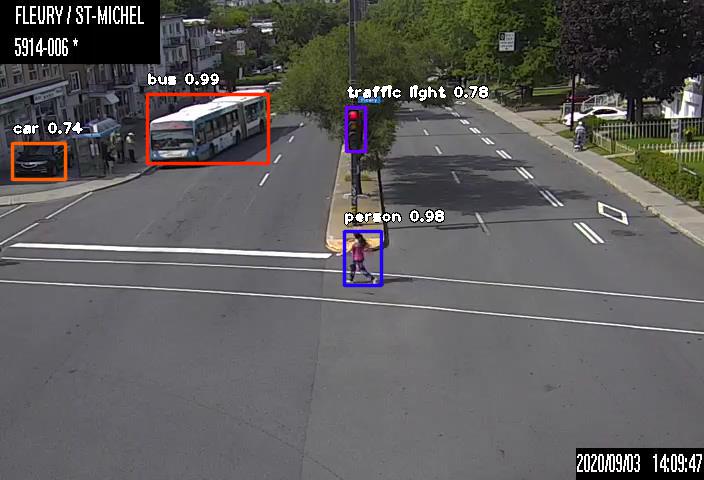 FLEURY / ST-MICHEL
5914-006 *
bus 0.99
traffic light 0.78
Fleury
car 0.74
person 0.98
2020/09/03 14:09:47